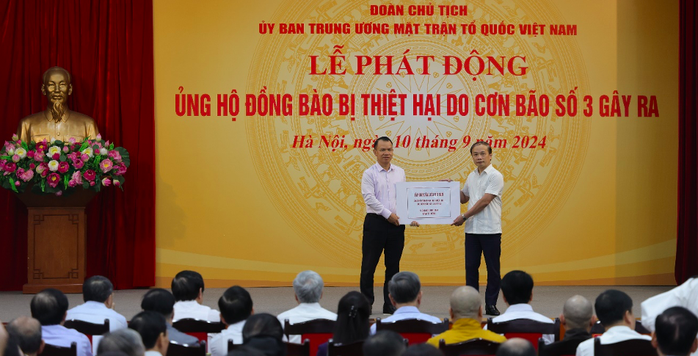 ĐOÀN CHỦ TỊCH
ỦY BAN TRUNG ƯƠNG MẶT TRẬN TỔ QUỐC VIỆT NAM
LỄ PHÁT ĐỘNG
ỦNG HỘ ĐỒNG BÀO BỊ THIỆT HẠI DO CƠN BÃO SỐ 3 GÂY RA
Hà Nội, ngày 10 tháng 9 năm 2024